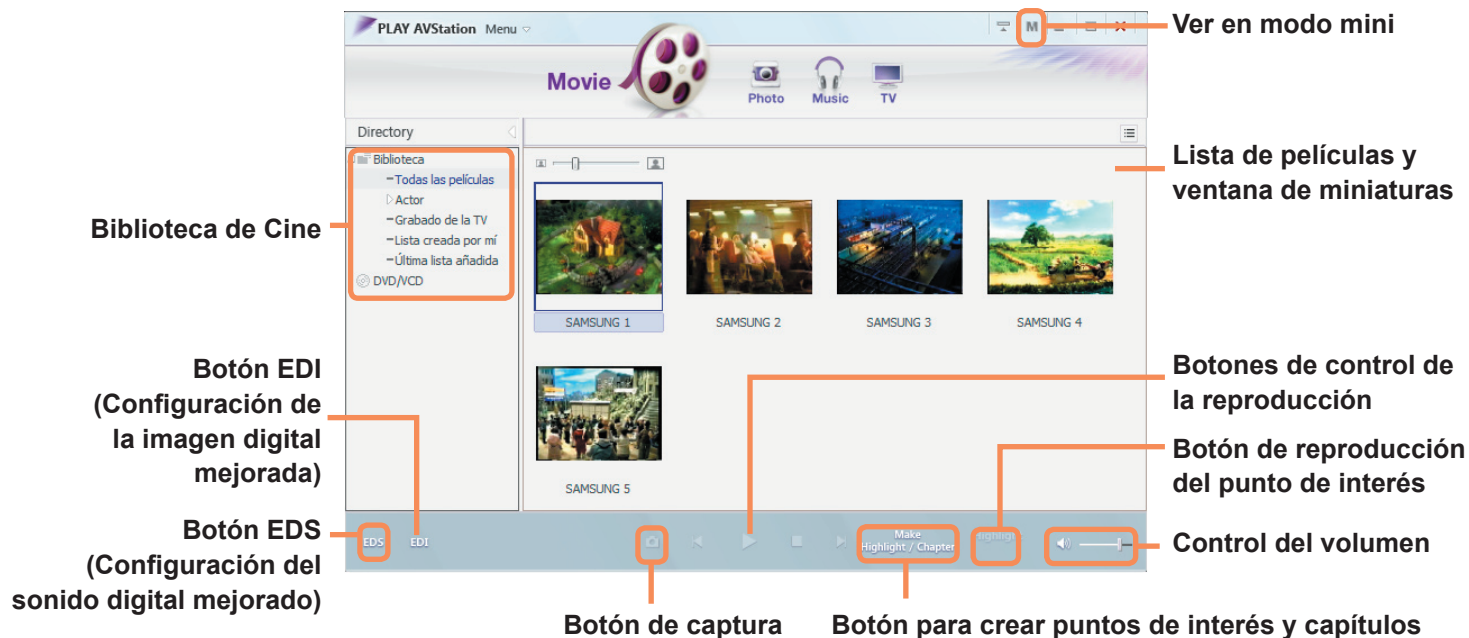 PLAY AVStation Menu
M
Ver en modo mini
Movie
Photo
Music
TV
Directory
Biblioteca
Todas las películas
Actor
Grabado de la TV
Lista creada por mí
Última lista añadida
DVD/VCD
Biblioteca de Cine
Lista de películas y
ventana de miniaturas
SAMSUNG 1
SAMSUNG 2
SAMSUNG 3
SAMSUNG 4
SAMSUNG 5
Botón EDI
(Configuración de
la imagen digital
mejorada)
Botones de control de
la reproducción
Botón de reproducción
del punto de interés
Botón EDS
(Configuración del
sonido digital mejorado)
EDS
EDI
Make
Highlight / Chapter
Highlight
Control del volumen
Botón de captura
Botón para crear puntos de interés y capítulos